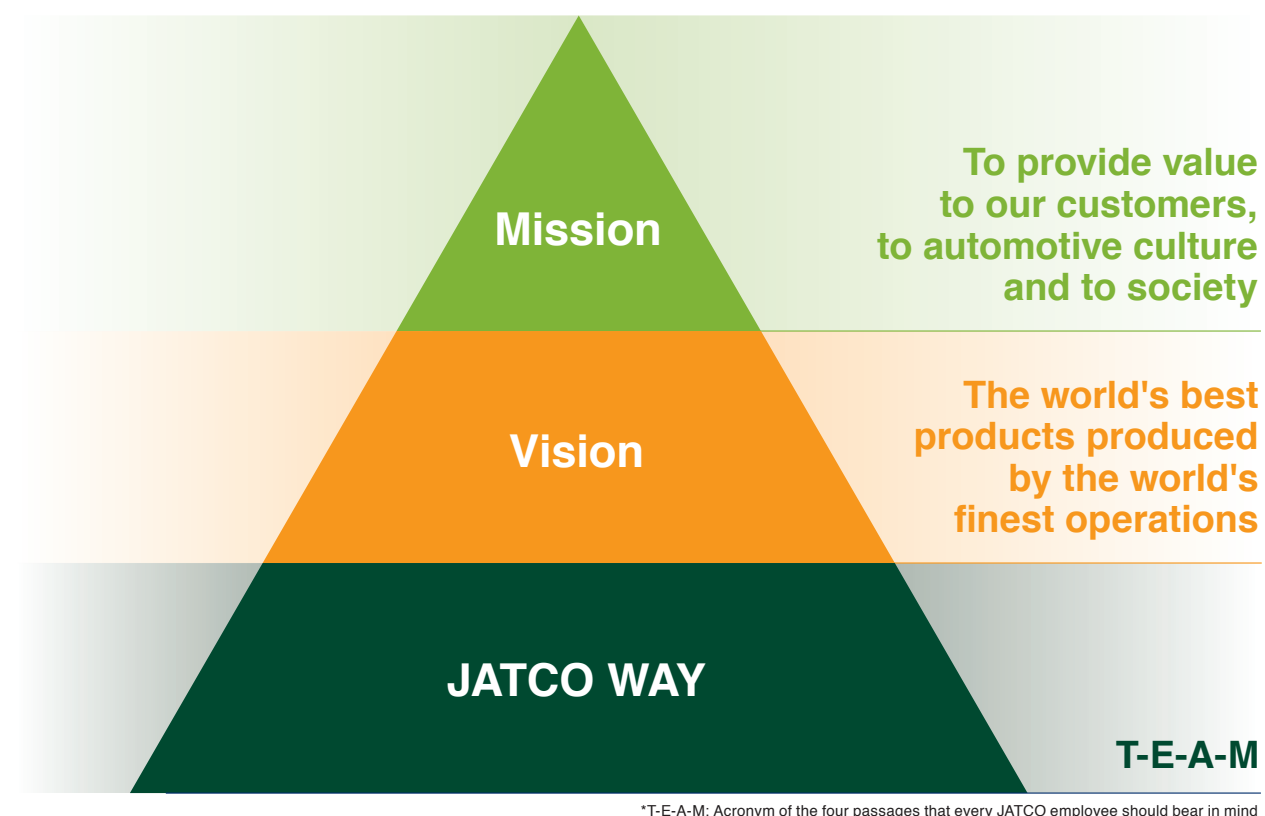 Mission
To provide value
to our customers,
to automotive culture
and to society
Vision
The world's best
products produced
by the world's
finest operations
JATCO WAY
T-E-A-M
*T-E-A-M: Acronym of the four passages that every JATCO employee should bear in mind